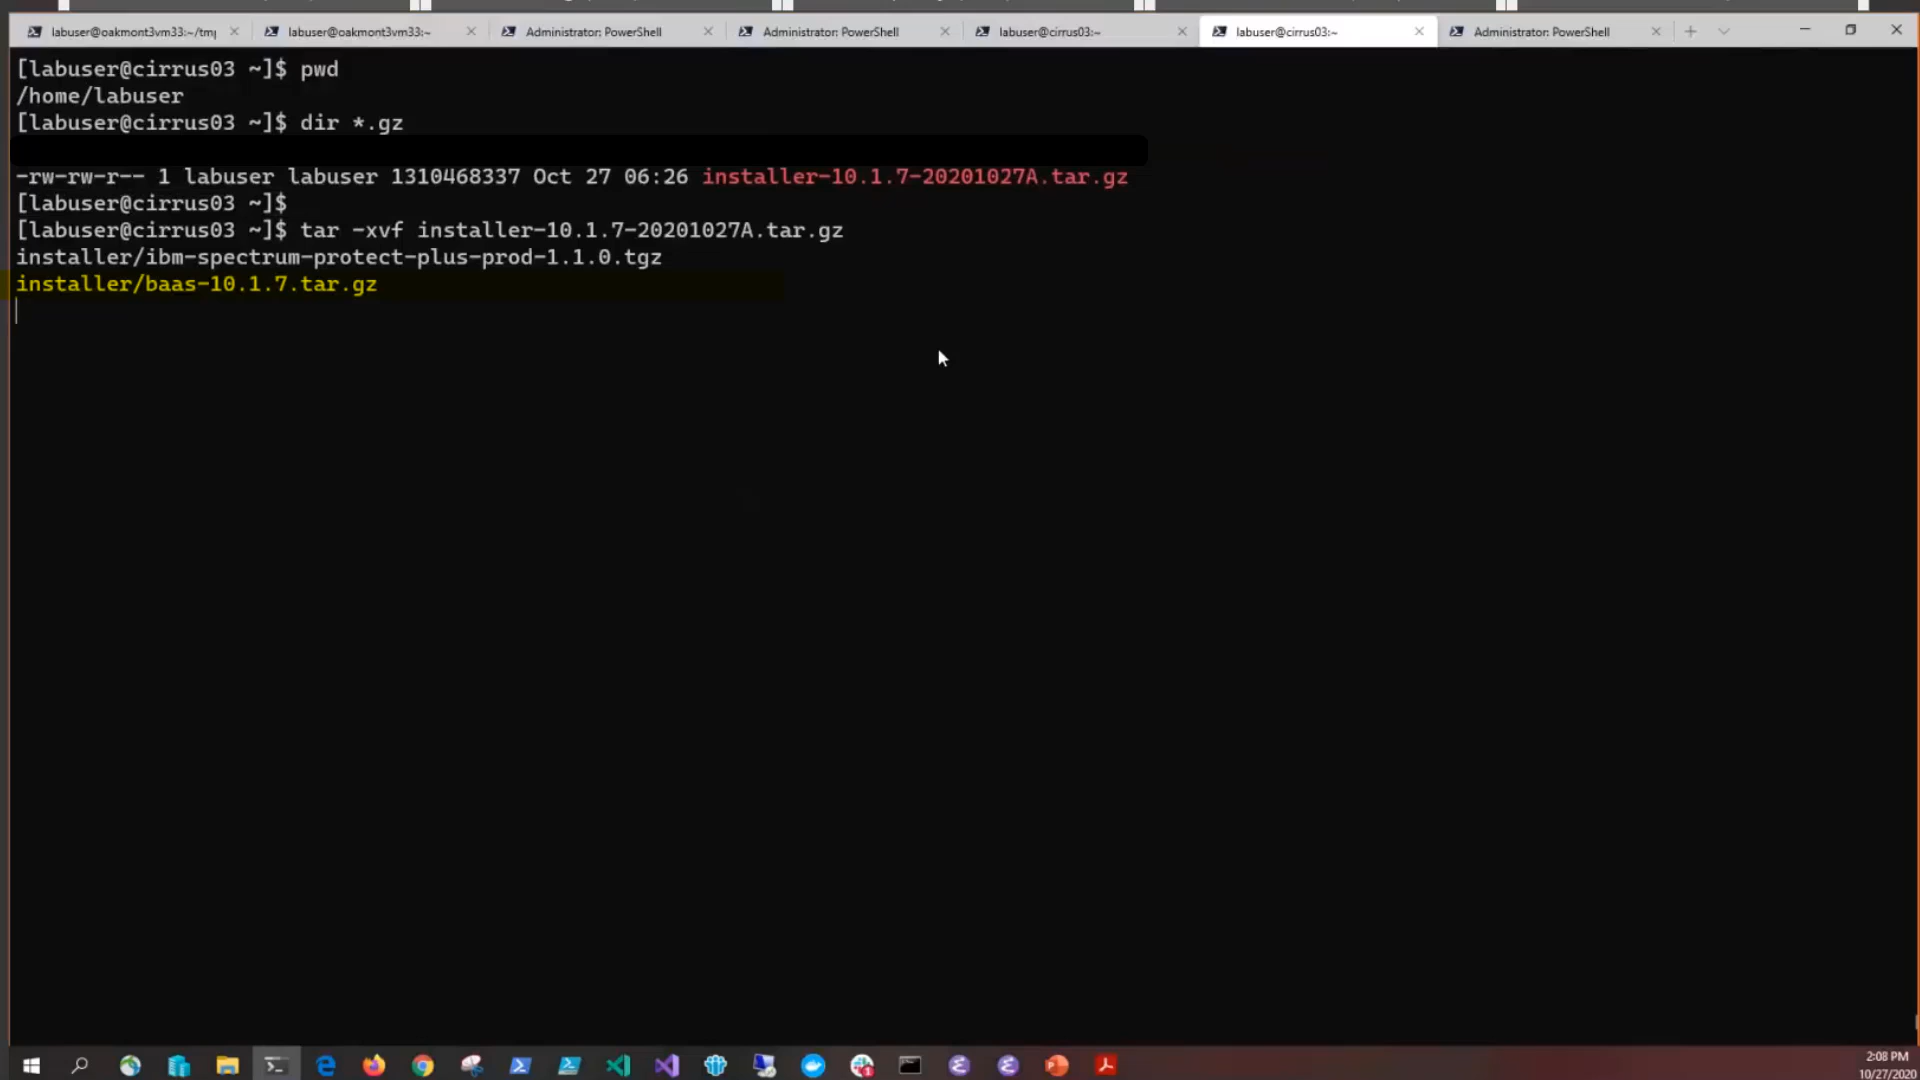 labuser@oakmont3vm33:~/tmp
labuser@oakmont3vm33:~
Administrator: PowerShell
Administrator: PowerShell
labuser@cirrus03:~
labuser@cirrus03:~
Administrator: PowerShell
[labuser@cirrus03 ~]$ pwd
/home/labuser
[labuser@cirrus03 ~]$ dir *.gz
-rw-rw-r-- 1 labuser labuser 1310468337 Oct 27 06:26 installer-10.1.7-20201027A.tar.gz
[labuser@cirrus03 ~]$
[labuser@cirrus03 ~]$ tar -xvf installer-10.1.7-20201027A.tar.gz
installer/ibm-spectrum-protect-plus-prod-1.1.0.tgz
installer/baas-10.1.7.tar.gz
2:08 PM
10/27/2020